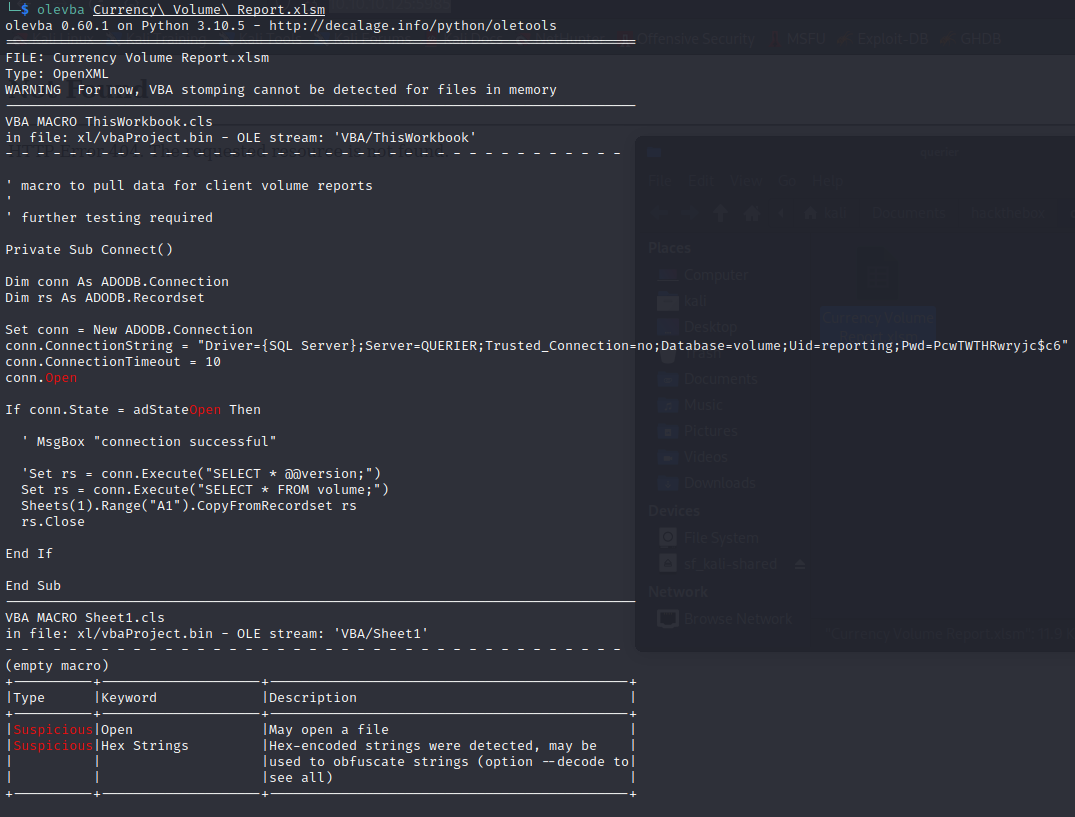 └─$ olevba Currency\ Volume\ Report.xlsm
olevba 0.60.1 on Python 3.10.5 - http://decalage.info/python/oletools
Offensive Security MSFU Exploit-DB GHDB
FILE: Currency Volume Report.xlsm
Type: OpenXML
WARNING  For now, VBA stomping cannot be detected for files in memory
VBA MACRO ThisWorkbook.cls
in file: xl/vbaProject.bin - OLE stream: 'VBA/ThisWorkbook'
- - - - - - - - - - - - - - - - - - - - - - - - - - - - - - - - - - - - - - -
' macro to pull data for client volume reports
'
' further testing required
Private Sub Connect()
Dim conn As ADODB.Connection
Dim rs As ADODB.Recordset
Set conn = New ADODB.Connection
conn.ConnectionString = "Driver={SQL Server};Server=QUERIER;Trusted_Connection=no;Database=volume;Uid=reporting;Pwd=PcwTWTHRwryjc$c6"
conn.ConnectionTimeout = 10
conn.Open
If conn.State = adStateOpen Then
' MsgBox "connection successful"
'Set rs = conn.Execute("SELECT * @@version;")
Set rs = conn.Execute("SELECT * FROM volume;")
Sheets(1).Range("A1").CopyFromRecordset rs
rs.Close
End If
End Sub
VBA MACRO Sheet1.cls
in file: xl/vbaProject.bin - OLE stream: 'VBA/Sheet1'
- - - - - - - - - - - - - - - - - - - - - - - - - - - - - - - - - - - - - - -
(empty macro)
|Type |Keyword |Description |
|Suspicious|Open |May open a file |
|Suspicious|Hex Strings |Hex-encoded strings were detected, may be |
| | |used to obfuscate strings (option --decode to|
| | |see all) |
querier
File Edit View Go Help
kali Documents hackthebox
Places
Computer
kali
Desktop
Trash
Documents
Music
Pictures
Videos
Downloads
Devices
File System
sf_kali-shared
Network
Browse Network
Currency Volume
"Currency Volume Report.xlsm"